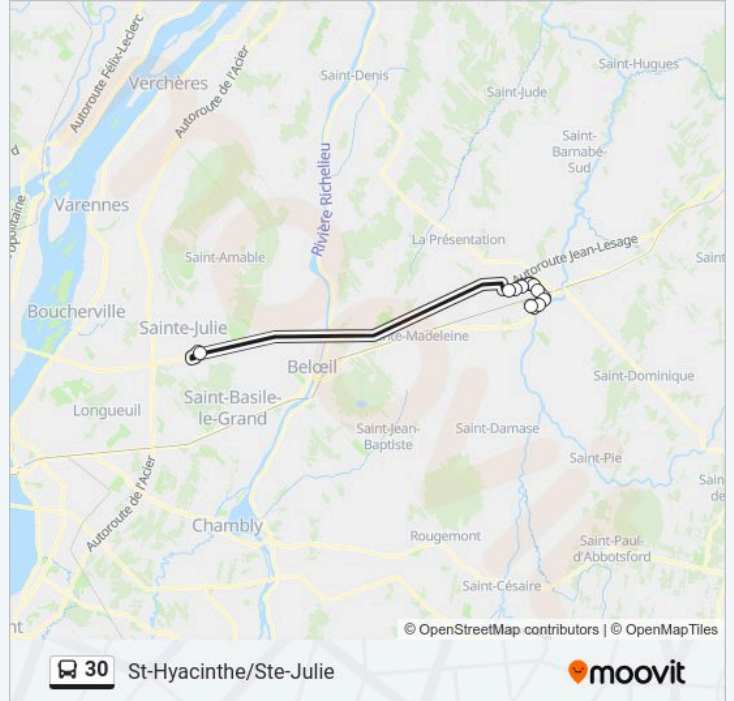 Autoroute Félix-Leclerc
Verchères
Autoroute de l'Acier
Saint-Denis
Saint-Hugues
Saint-Jude
Saint-
Barnabé-
Sud
Rivière Richelieu
Varennes
La Présentation
Autoroute Jean-Lesage
Saint-Amable
Saint
Boucherville
Sainte-Julie
nte-Madeleine
Belœil
Saint-Dominique
Saint-Basile-
le-Grand
Longueuil
Saint-Jean-
Baptiste
Saint-Damase
Saint-Pie
Autoroute de l'Acier
Chambly
Rougemont
Saint-Paul-
d'Abbotsford
Saint-Césaire
© OpenStreetMap contributors | © OpenMapTiles
30 St-Hyacinthe/Ste-Julie
moovit